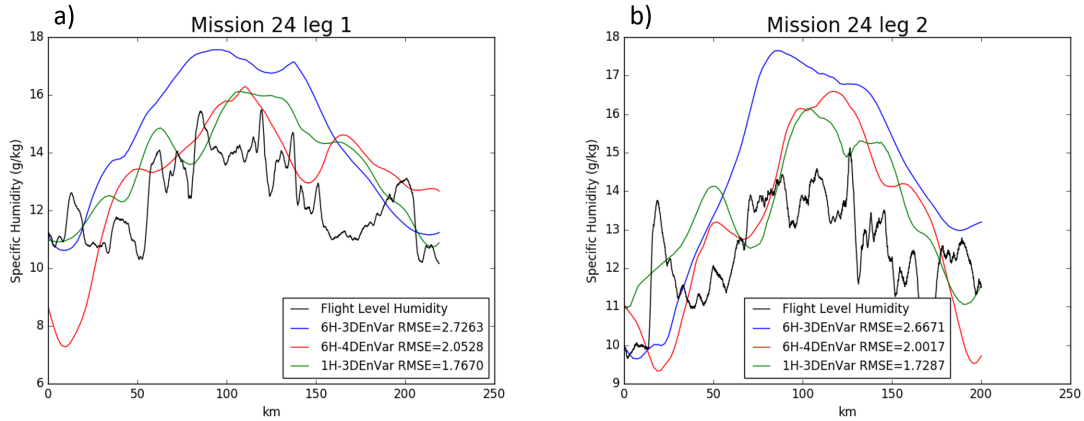 a)
Mission 24 leg 1
18
16
14
12
10
8
6
Specific Humidity (g/kg)
Flight Level Humidity
6H-3DEnVar RMSE=2.7263
6H-4DEnVar RMSE=2.0528
1H-3DEnVar RMSE=1.7670
0 50 100 150 200 250
km
b)
Mission 24 leg 2
18
17
16
15
14
13
12
11
10
9
Specific Humidity (g/kg)
Flight Level Humidity
6H-3DEnVar RMSE=2.6671
6H-4DEnVar RMSE=2.0017
1H-3DEnVar RMSE=1.7287
0 50 100 150 200 250
km